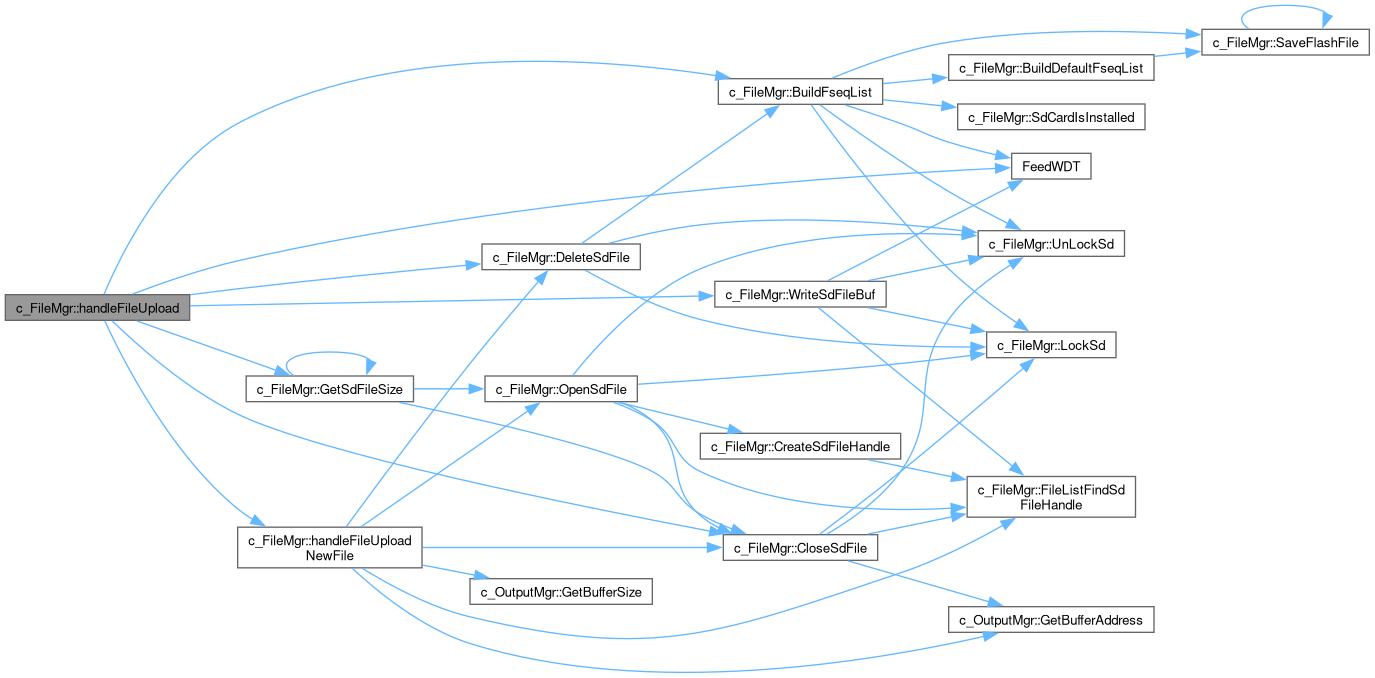 c_FileMgr::SaveFlashFile
c_FileMgr::BuildDefaultFseqList
c_FileMgr::BuildFseqList
c_FileMgr::SdCardIsInstalled
FeedWDT
c_FileMgr::UnLockSd
c_FileMgr::DeleteSdFile
c_FileMgr::WriteSdFileBuf
c_FileMgr::handleFileUpload
c_FileMgr::LockSd
c_FileMgr::GetSdFileSize
c_FileMgr::OpenSdFile
c_FileMgr::CreateSdFileHandle
c_FileMgr::FileListFindSd
FileHandle
c_FileMgr::handleFileUpload
NewFile
c_FileMgr::CloseSdFile
c_OutputMgr::GetBufferSize
c_OutputMgr::GetBufferAddress